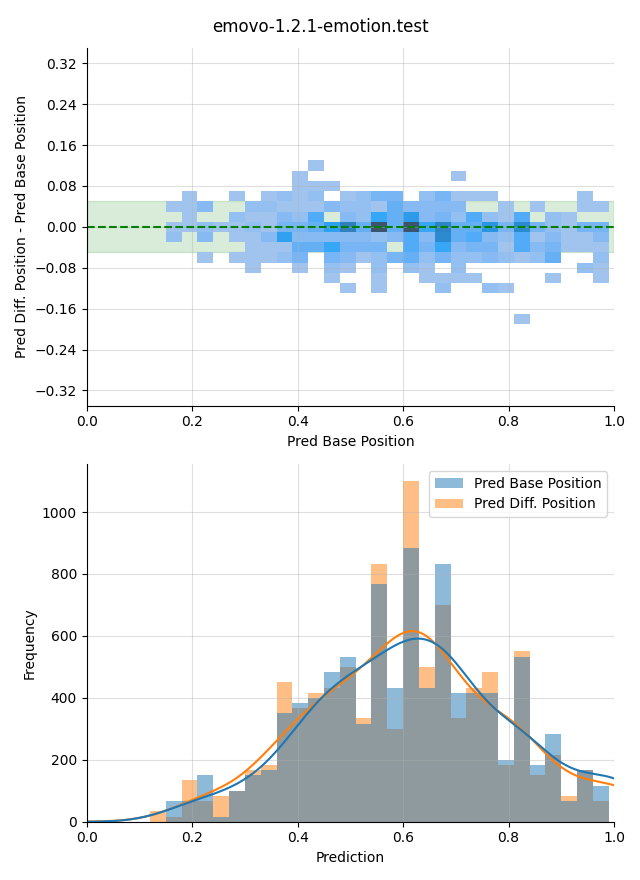 emovo-1.2.1-emotion.test
Pred Diff. Position - Pred Base Position
0.32
0.24
0.16
0.08
0.00
−0.08
−0.16
−0.24
−0.32
0.0 0.2 0.4 0.6 0.8 1.0
Pred Base Position
Pred Base Position
Pred Diff. Position
Frequency
1000
800
600
400
200
0
0.0 0.2 0.4 0.6 0.8 1.0
Prediction